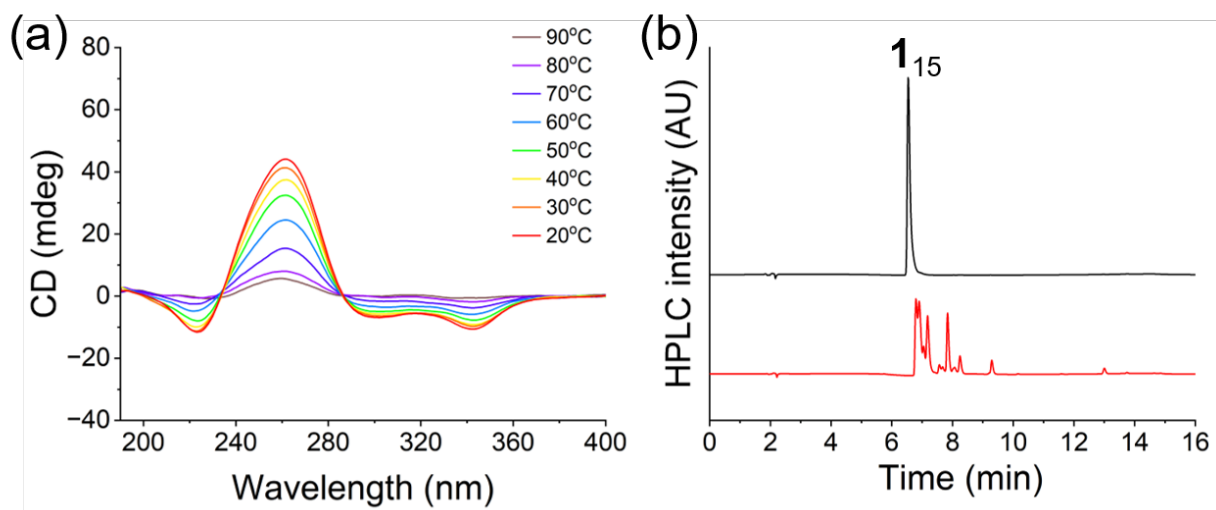 (a)
80
60
40
20
0
−20
−40
CD (mdeg)
200
240
280
320
360
400
Wavelength (nm)
90°C
80°C
70°C
60°C
50°C
40°C
30°C
20°C
(b)
1₁₅
HPLC intensity (AU)
0
2
4
6
8
10
12
14
16
Time (min)